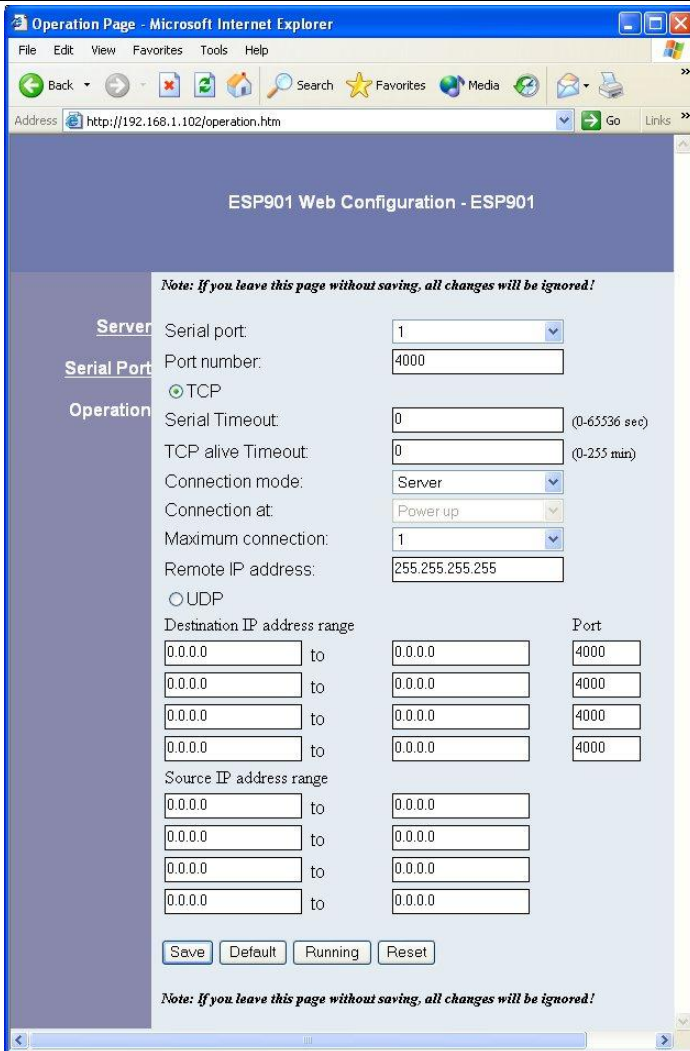 Operation Page - Microsoft Internet Explorer
File Edit View Favorites Tools Help
Back Search Favorites Media »
Address http://192.168.1.102/operation.htm Go Links »
ESP901 Web Configuration - ESP901
Note: If you leave this page without saving, all changes will be ignored!
Server
Serial Port
Operation
Serial port: 1
Port number: 4000
TCP
Serial Timeout: 0 (0-65536 sec)
TCP alive Timeout: 0 (0-255 min)
Connection mode: Server
Connection at: Power up
Maximum connection: 1
Remote IP address: 255.255.255.255
UDP
Destination IP address range Port
0.0.0.0 to 0.0.0.0 4000
0.0.0.0 to 0.0.0.0 4000
0.0.0.0 to 0.0.0.0 4000
0.0.0.0 to 0.0.0.0 4000
Source IP address range
0.0.0.0 to 0.0.0.0
0.0.0.0 to 0.0.0.0
0.0.0.0 to 0.0.0.0
0.0.0.0 to 0.0.0.0
Save Default Running Reset
Note: If you leave this page without saving, all changes will be ignored!